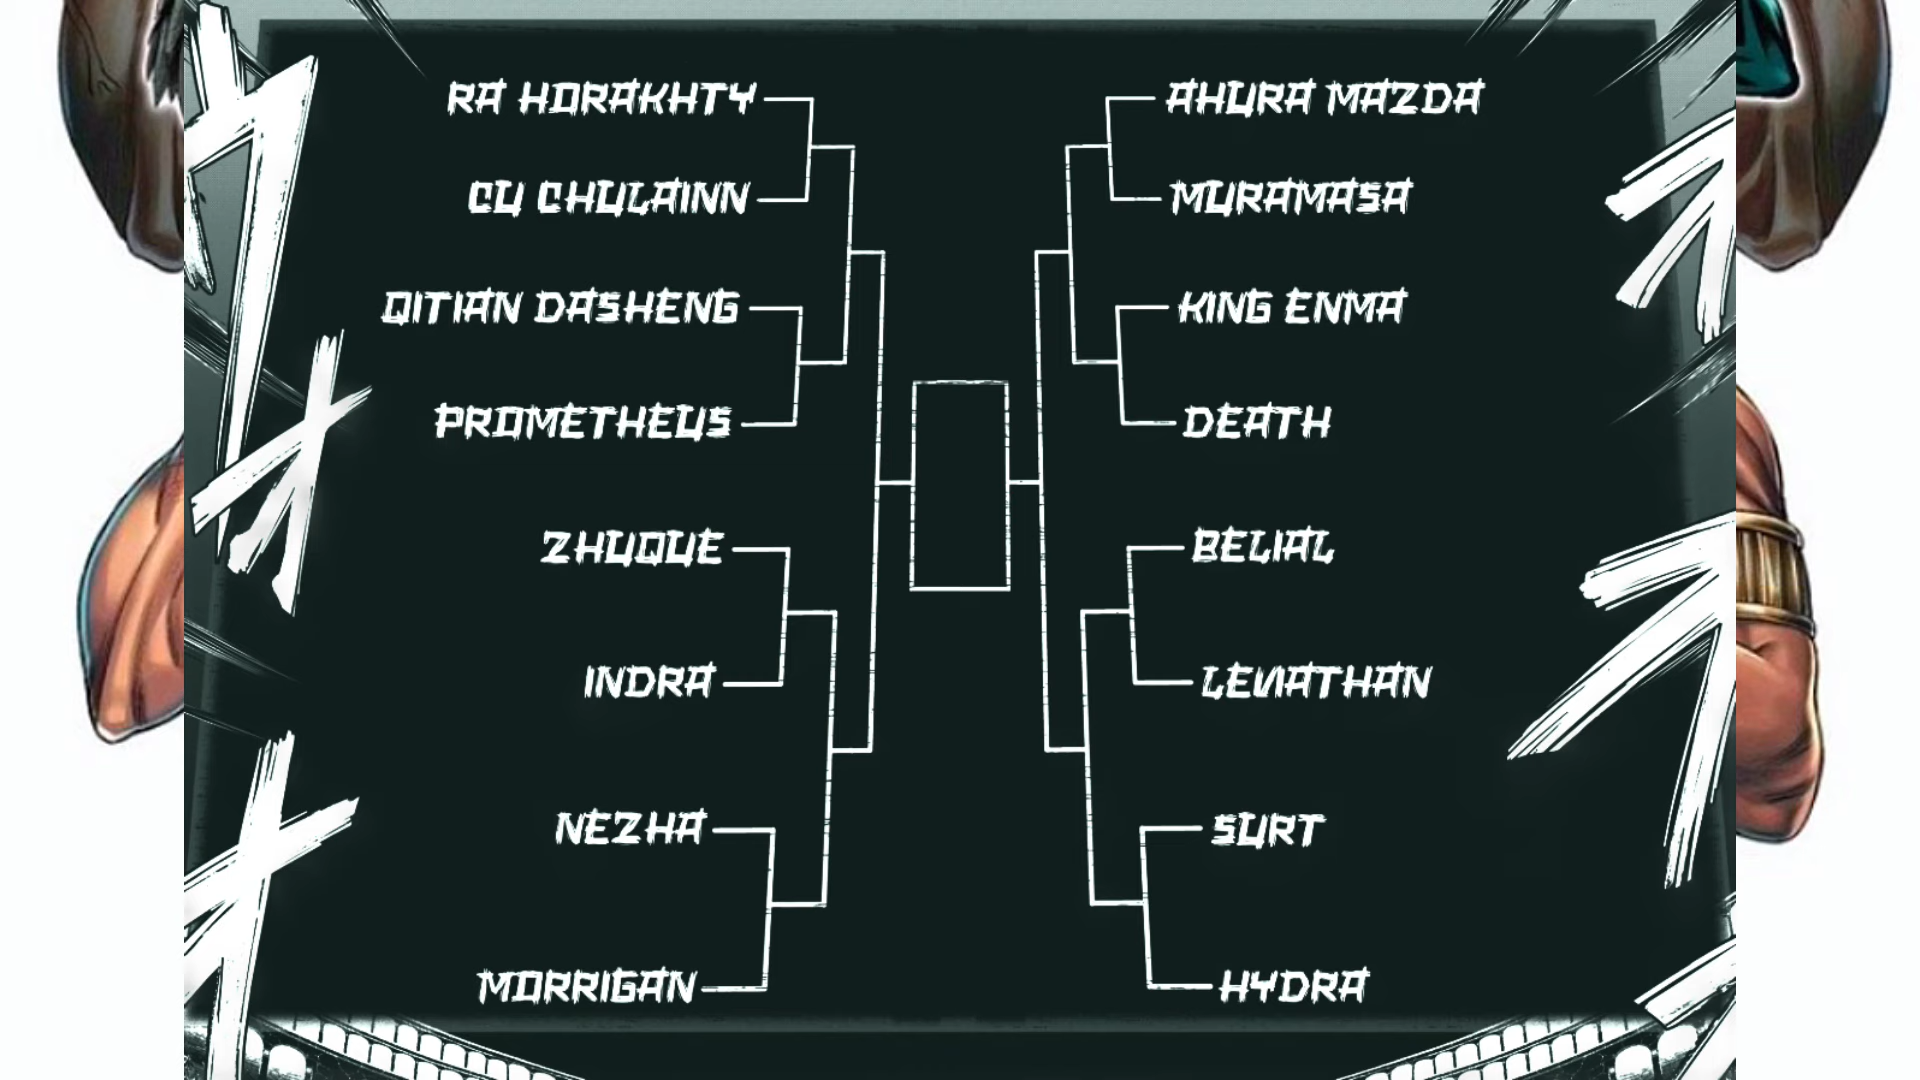 RA HORAKHTY
CU CHULAINN
QITIAN DASHENG
PROMETHEUS
ZHUQUE
INDRA
NEZHA
MORRIGAN
AHURA MAZDA
MURAMASA
KING ENMA
DEATH
BELIAL
LEVIATHAN
SURT
HYDRA